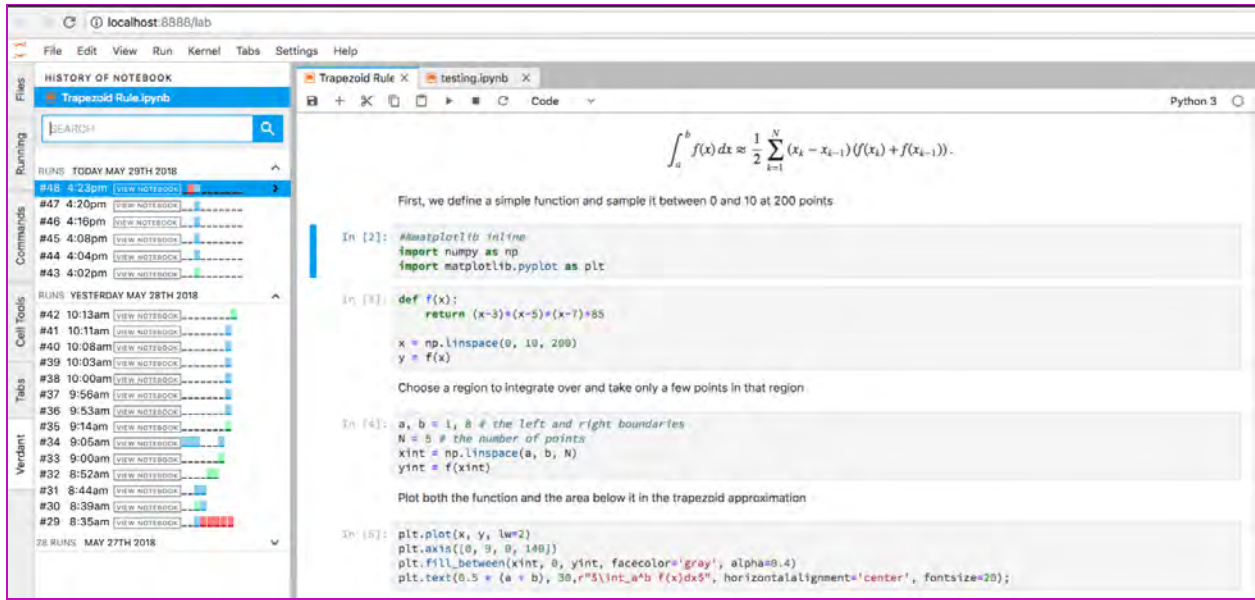 localhost:8888/lab
File Edit View Run Kernel Tabs Settings Help
Files
Running
Commands
Cell Tools
Tabs
Verdant
HISTORY OF NOTEBOOK
Trapezoid Rule.ipynb
SEARCH
RUNS TODAY MAY 29TH 2018
#48 4:23pm VIEW NOTEBOOK
#47 4:20pm VIEW NOTEBOOK
#46 4:16pm VIEW NOTEBOOK
#45 4:08pm VIEW NOTEBOOK
#44 4:04pm VIEW NOTEBOOK
#43 4:02pm VIEW NOTEBOOK
RUNS YESTERDAY MAY 28TH 2018
#42 10:13am VIEW NOTEBOOK
#41 10:11am VIEW NOTEBOOK
#40 10:08am VIEW NOTEBOOK
#39 10:03am VIEW NOTEBOOK
#38 10:00am VIEW NOTEBOOK
#37 9:56am VIEW NOTEBOOK
#36 9:53am VIEW NOTEBOOK
#35 9:14am VIEW NOTEBOOK
#34 9:05am VIEW NOTEBOOK
#33 9:00am VIEW NOTEBOOK
#32 8:52am VIEW NOTEBOOK
#31 8:44am VIEW NOTEBOOK
#30 8:39am VIEW NOTEBOOK
#29 8:35am VIEW NOTEBOOK
28 RUNS MAY 27TH 2018
Trapezoid Rule × testing.ipynb ×
Code Python 3
∫_a^b f(x) dx ≈ 1/2 ∑_{k=1}^N (x_k − x_{k−1})(f(x_k) + f(x_{k−1})).
First, we define a simple function and sample it between 0 and 10 at 200 points
In [2]: #%matplotlib inline
import numpy as np
import matplotlib.pyplot as plt
In [3]: def f(x):
return (x-3)*(x-5)*(x-7)+85
x = np.linspace(0, 10, 200)
y = f(x)
Choose a region to integrate over and take only a few points in that region
In [4]: a, b = 1, 8 # the left and right boundaries
N = 5 # the number of points
xint = np.linspace(a, b, N)
yint = f(xint)
Plot both the function and the area below it in the trapezoid approximation
In [5]: plt.plot(x, y, lw=2)
plt.axis([0, 9, 0, 140])
plt.fill_between(xint, 0, yint, facecolor='gray', alpha=0.4)
plt.text(0.5 * (a + b), 30,r"$\int_a^b f(x)dx$", horizontalalignment='center', fontsize=20);